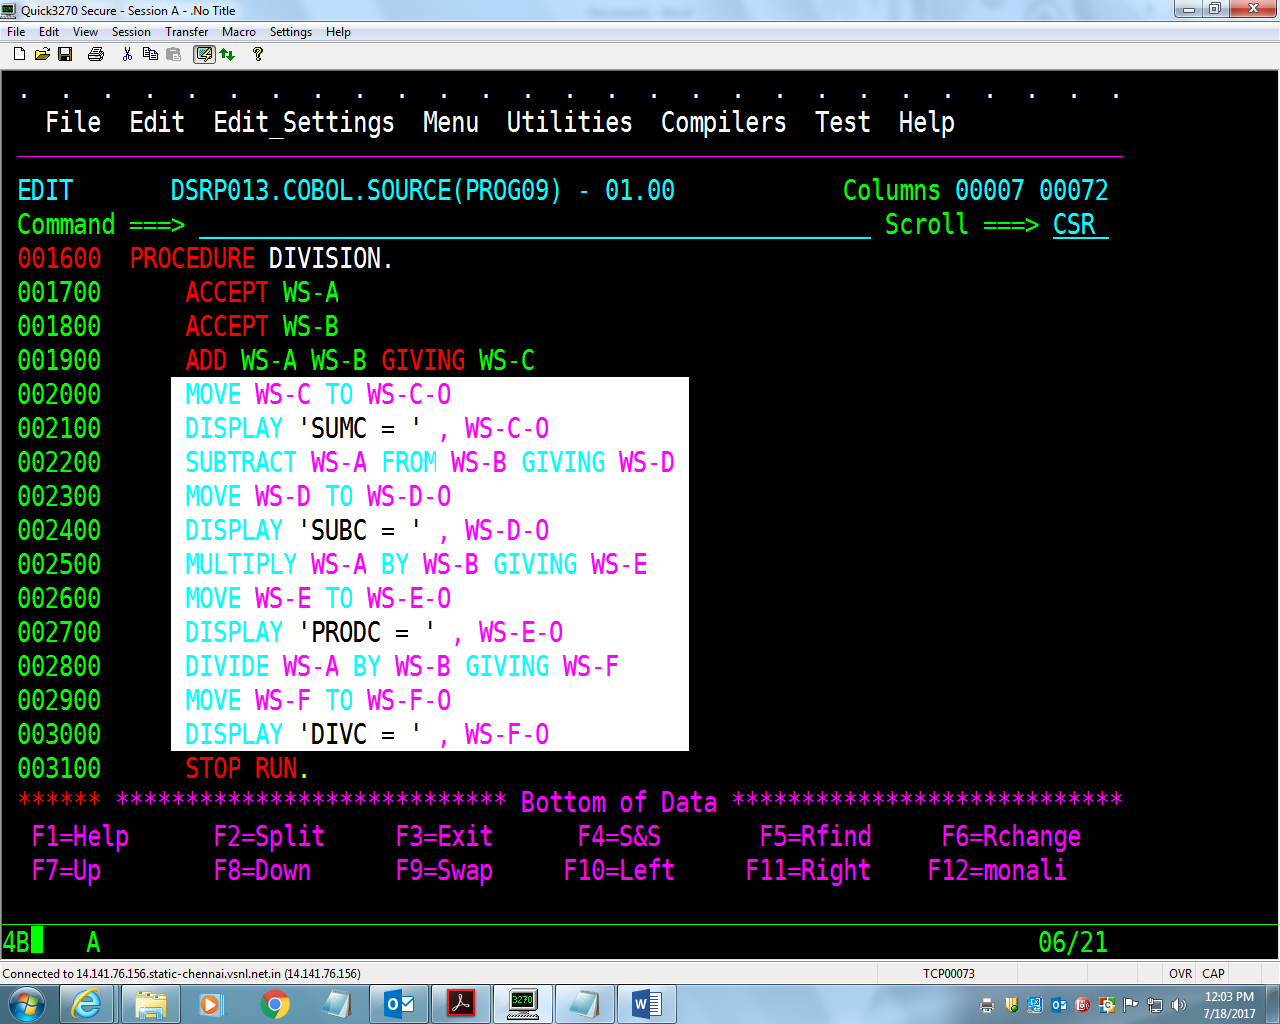 Quick3270 Secure - Session A - .No Title
File Edit View Session Transfer Macro Settings Help
. . . . . . . . . . . . . . . . . . . . . . . . . . .
File Edit Edit_Settings Menu Utilities Compilers Test Help
EDIT DSRP013.COBOL.SOURCE(PROG09) - 01.00 Columns 00007 00072
Command ===> Scroll ===> CSR
001600 PROCEDURE DIVISION.
001700 ACCEPT WS-A
001800 ACCEPT WS-B
001900 ADD WS-A WS-B GIVING WS-C
002000 MOVE WS-C TO WS-C-O
002100 DISPLAY 'SUMC = ' , WS-C-O
002200 SUBTRACT WS-A FROM WS-B GIVING WS-D
002300 MOVE WS-D TO WS-D-O
002400 DISPLAY 'SUBC = ' , WS-D-O
002500 MULTIPLY WS-A BY WS-B GIVING WS-E
002600 MOVE WS-E TO WS-E-O
002700 DISPLAY 'PRODC = ' , WS-E-O
002800 DIVIDE WS-A BY WS-B GIVING WS-F
002900 MOVE WS-F TO WS-F-O
003000 DISPLAY 'DIVC = ' , WS-F-O
003100 STOP RUN.
****** **************************** Bottom of Data ****************************
F1=Help F2=Split F3=Exit F4=S&S F5=Rfind F6=Rchange
F7=Up F8=Down F9=Swap F10=Left F11=Right F12=monali
4B A 06/21
Connected to 14.141.76.156.static-chennai.vsnl.net.in (14.141.76.156) TCP00073 OVR CAP
3270
12:03 PM
7/18/2017